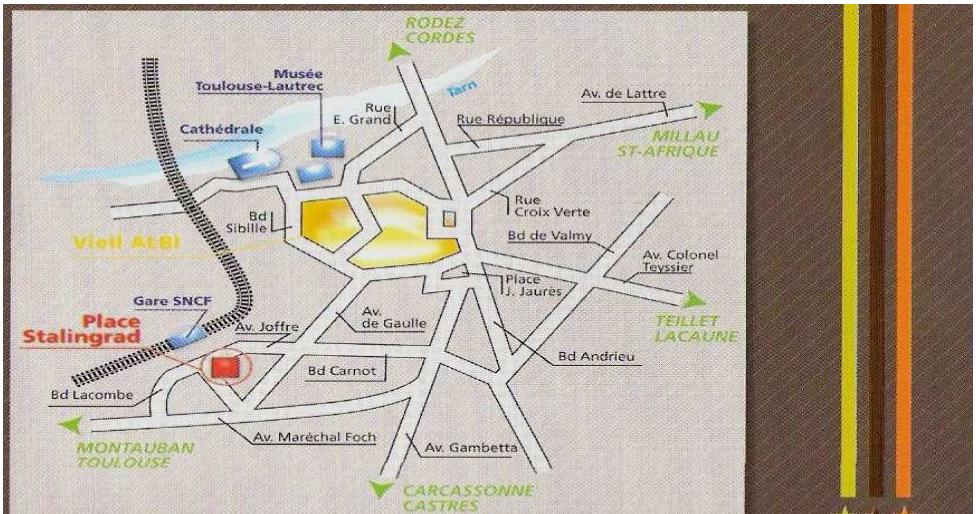 RODEZ
CORDES
Musée
Toulouse-Lautrec
Tarn
Av. de Lattre
Rue
E. Grand
Rue République
Cathédrale
MILLAU
ST-AFRIQUE
Rue
Croix Verte
Bd
Sibille
Bd de Valmy
Vieil ALBI
Av. Colonel
Teyssier
Place
J. Jaurès
Gare SNCF
Place
Stalingrad
Av. Joffre
Av.
de Gaulle
TEILLET
LACAUNE
Bd Andrieu
Bd Carnot
Bd Lacombe
Av. Maréchal Foch
Av. Gambetta
MONTAUBAN
TOULOUSE
CARCASSONNE
CASTRES